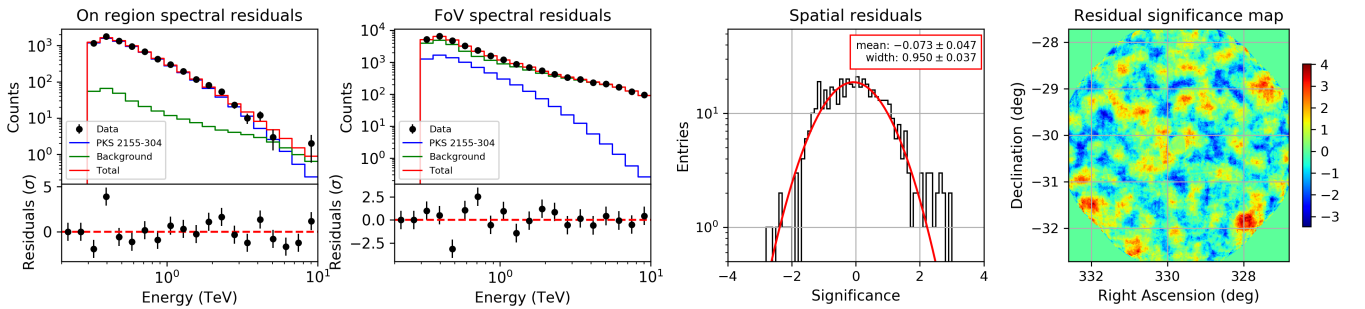 On region spectral residuals
10³
10²
10¹
10⁰
Counts
Data
PKS 2155-304
Background
Total
5
0
Residuals (σ)
10⁰
10¹
Energy (TeV)
FoV spectral residuals
10⁴
10³
10²
10¹
10⁰
Counts
Data
PKS 2155-304
Background
Total
2.5
0.0
−2.5
Residuals (σ)
10⁰
10¹
Energy (TeV)
Spatial residuals
mean: −0.073 ± 0.047
width: 0.950 ± 0.037
10¹
10⁰
Entries
−4
−2
0
2
4
Significance
Residual significance map
−28
−29
−30
−31
−32
Declination (deg)
332
330
328
Right Ascension (deg)
4
3
2
1
0
−1
−2
−3